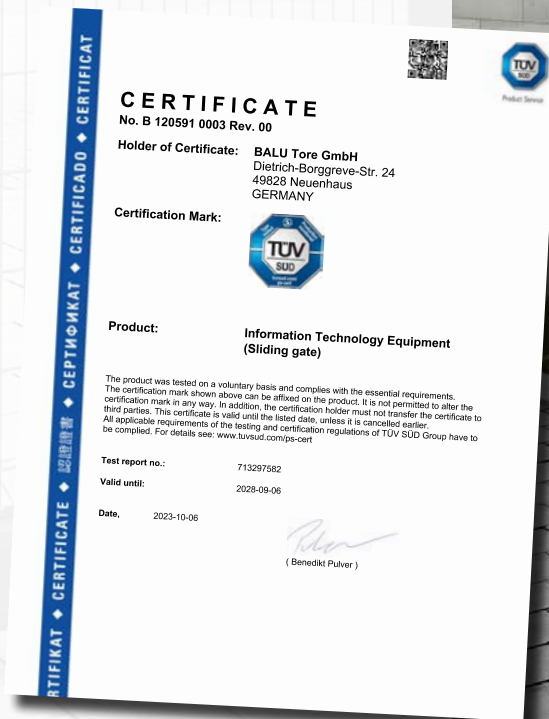 CERTIFICATE ◆ 認證證書 ◆ СЕРТИФИКАТ ◆ CERTIFICADO ◆ CERTIFICAT
TÜV
SÜD
Product Service
CERTIFICATE
No. B 120591 0003 Rev. 00
Holder of Certificate: BALU Tore GmbH
Dietrich-Borggreve-Str. 24
49828 Neuenhaus
GERMANY
Certification Mark:
TÜV
SÜD
Product: Information Technology Equipment
(Sliding gate)
The product was tested on a voluntary basis and complies with the essential requirements.
The certification mark shown above can be affixed on the product. It is not permitted to alter the
certification mark in any way. In addition, the certification holder must not transfer the certificate to
third parties. This certificate is valid until the listed date, unless it is cancelled earlier.
All applicable requirements of the testing and certification regulations of TÜV SÜD Group have to
be complied. For details see: www.tuvsud.com/ps-cert
Test report no.: 713297582
Valid until: 2028-09-06
Date, 2023-10-06
( Benedikt Pulver )